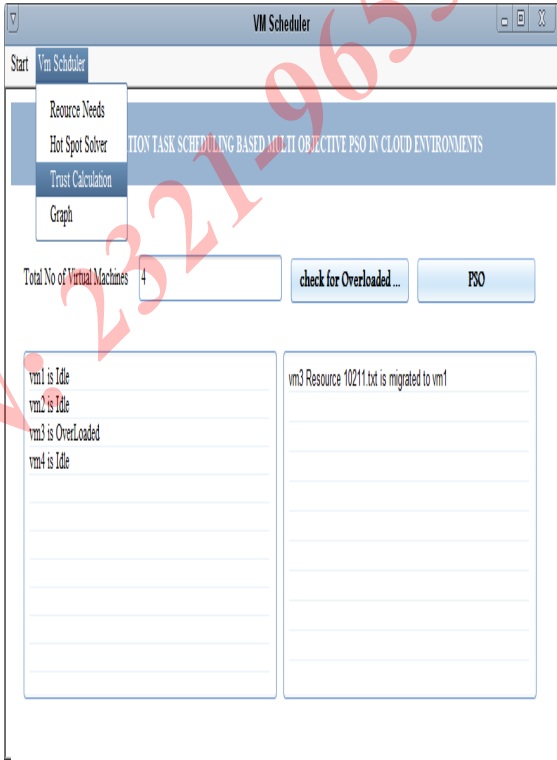 VM Scheduler
Start Vm Schduler
Reource Needs
Hot Spot Solver
Trust Calculation
Graph
TION TASK SCHEDULING BASED MULTI OBJECTIVE PSO IN CLOUD ENVIRONMENTS
Total No of Virtual Machines 4 check for Overloaded ... PSO
vm1 is Idle
vm2 is Idle
vm3 is OverLoaded
vm4 is Idle
vm3 Resource 10211.txt is migrated to vm1
v: 2321-965